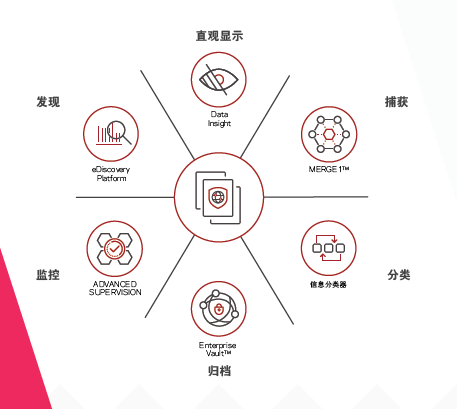 直观显示
Data
Insight
捕获
MERGE1™
分类
信息分类器
Enterprise
Vault™
归档
监控
ADVANCED
SUPERVISION
发现
eDiscovery
Platform